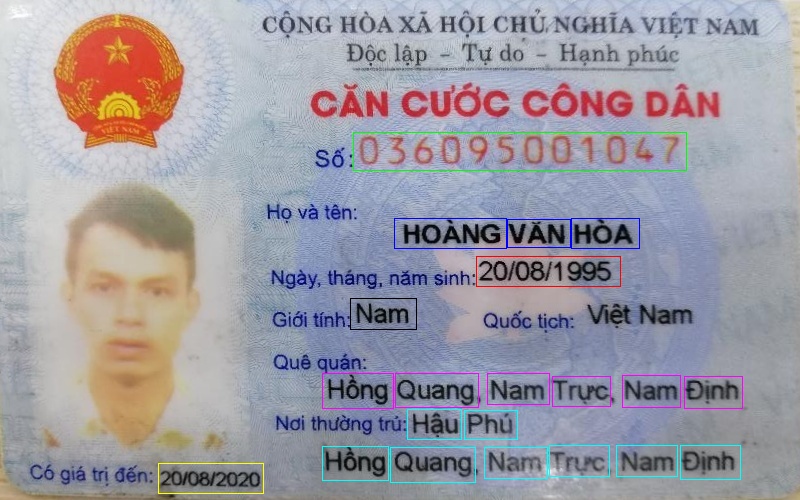 CỘNG HÒA XÃ HỘI CHỦ NGHĨA VIỆT NAM
Độc lập - Tự do - Hạnh phúc
CĂN CƯỚC CÔNG DÂN
Số: 036095001047
Họ và tên:
HOÀNG VĂN HÒA
Ngày, tháng, năm sinh: 20/08/1995
Giới tính: Nam Quốc tịch: Việt Nam
Quê quán:
Hồng Quang, Nam Trực, Nam Định
Nơi thường trú: Hậu Phú
Hồng Quang, Nam Trực, Nam Định
Có giá trị đến: 20/08/2020
VIỆT NAM